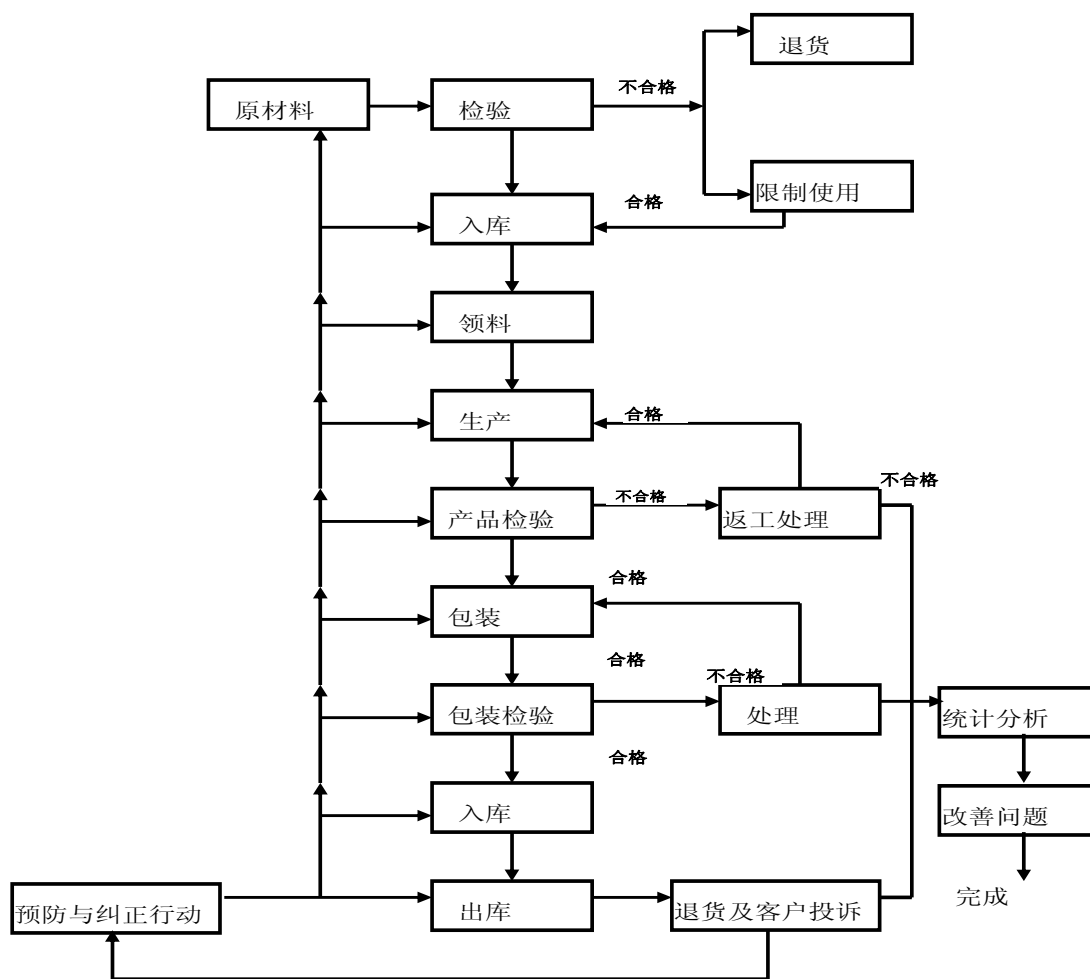 退货
不合格
原材料
检验
限制使用
合格
入库
领料
合格
生产
不合格
不合格
产品检验
返工处理
合格
包装
合格
不合格
包装检验
处理
统计分析
合格
入库
改善问题
完成
预防与纠正行动
出库
退货及客户投诉